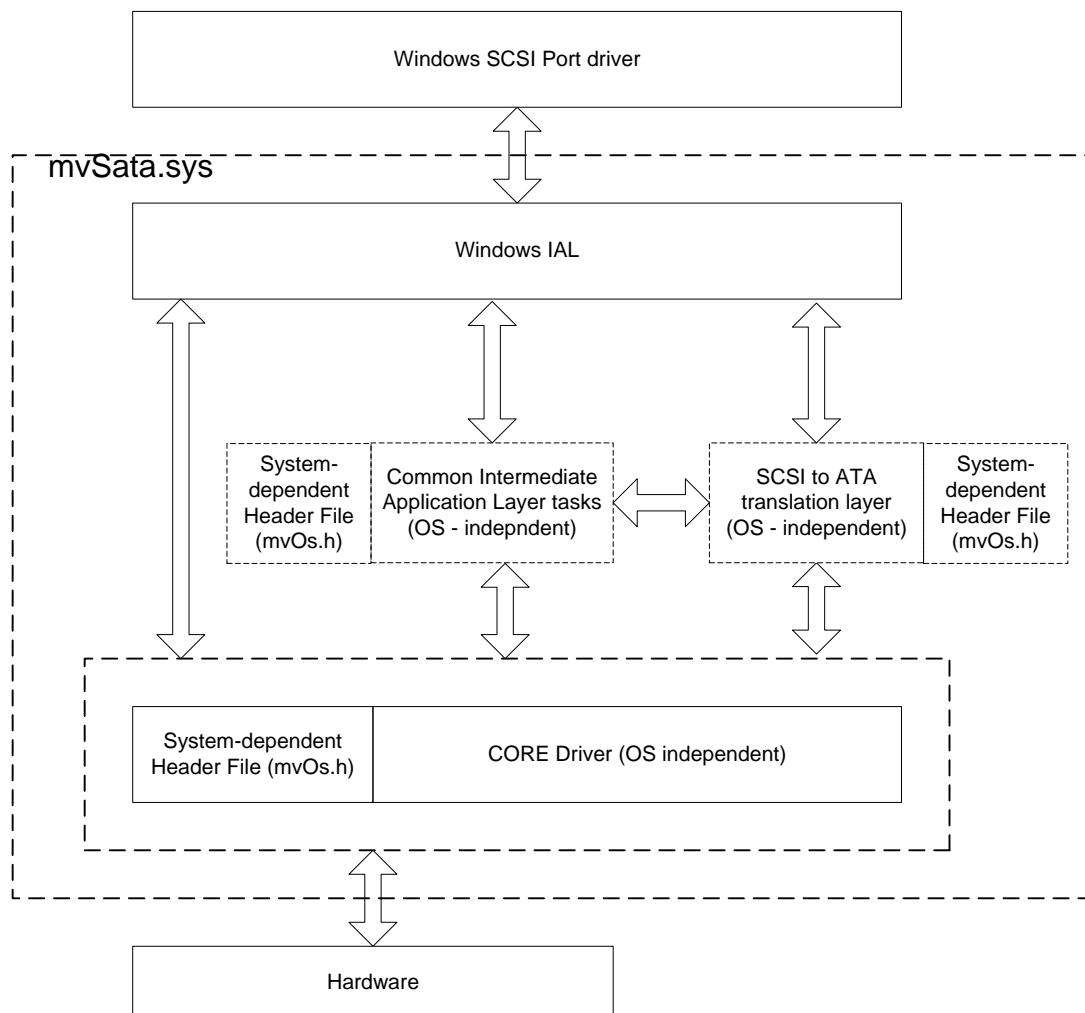 Windows SCSI Port driver
mvSata.sys
Windows IAL
System-
dependent
Header File
(mvOs.h)
Common Intermediate
Application Layer tasks
(OS - indepndent)
SCSI to ATA
translation layer
(OS - independent)
System-
dependent
Header File
(mvOs.h)
System-dependent
Header File (mvOs.h)
CORE Driver (OS independent)
Hardware